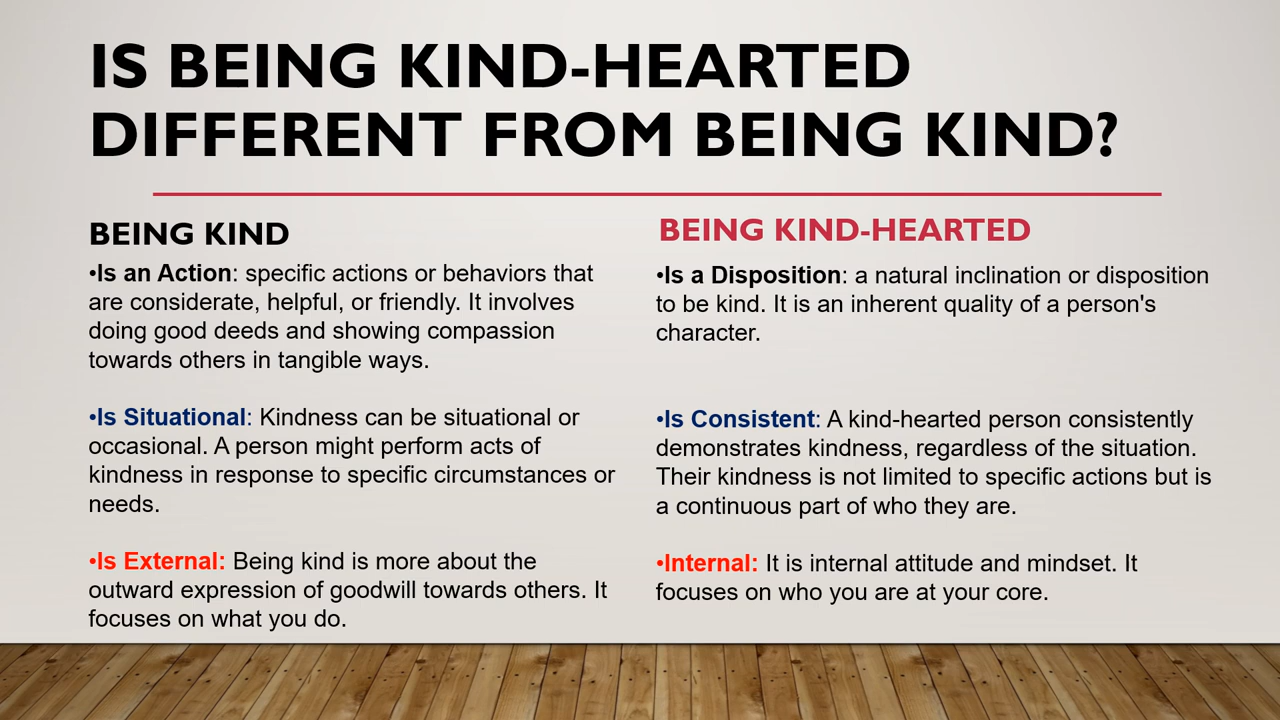 IS BEING KIND-HEARTED
DIFFERENT FROM BEING KIND?
BEING KIND
•Is an Action: specific actions or behaviors that
are considerate, helpful, or friendly. It involves
doing good deeds and showing compassion
towards others in tangible ways.
•Is Situational: Kindness can be situational or
occasional. A person might perform acts of
kindness in response to specific circumstances or
needs.
•Is External: Being kind is more about the
outward expression of goodwill towards others. It
focuses on what you do.
BEING KIND-HEARTED
•Is a Disposition: a natural inclination or disposition
to be kind. It is an inherent quality of a person's
character.
•Is Consistent: A kind-hearted person consistently
demonstrates kindness, regardless of the situation.
Their kindness is not limited to specific actions but is
a continuous part of who they are.
•Internal: It is internal attitude and mindset. It
focuses on who you are at your core.